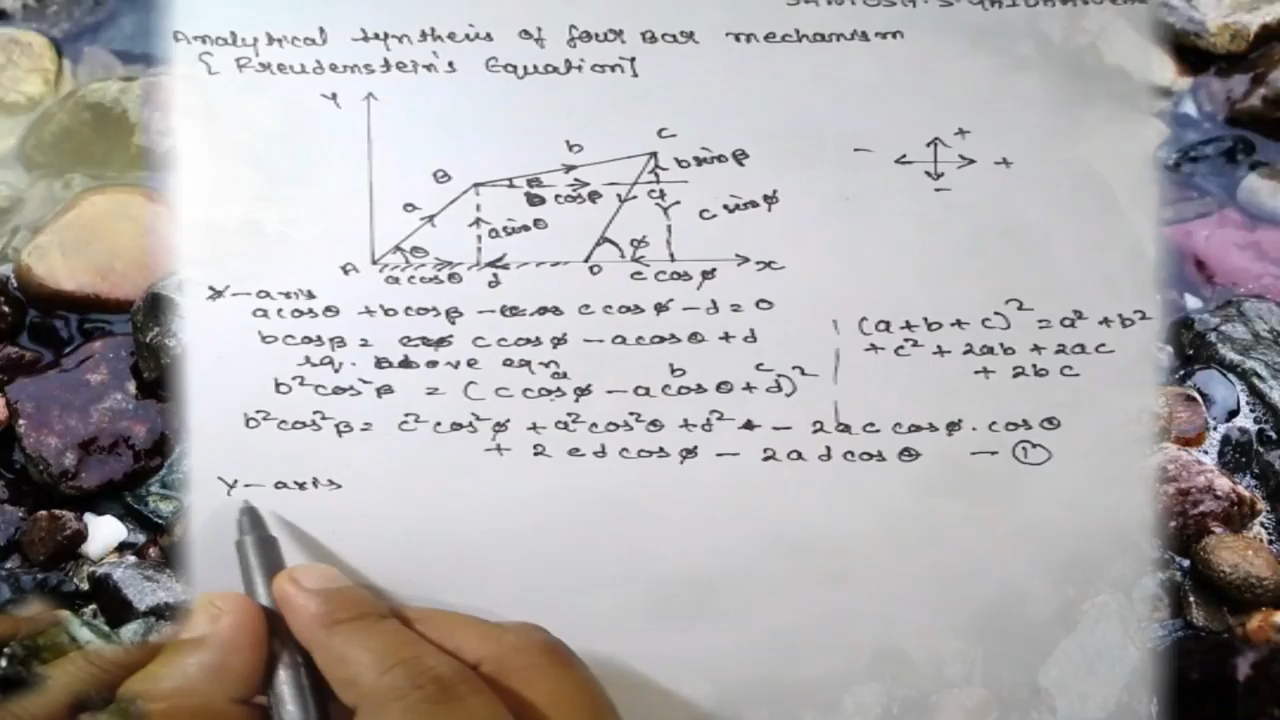 Analytical synthesis of four Bar mechanism
{ Freudenstein's Equation}
Y
C
b
B
b sinβ
+
-
+
-
β
b cosβ
a
c
c sinφ
a sinθ
θ
φ
A
a cosθ
d
D
c cosφ
x
X-axis
a cosθ + b cosβ - c cosφ - d = 0
b cosβ = c cosφ - a cosθ + d
sq. above eqn
a b c
b²cos²β = (c cosφ - a cosθ + d)²
(a+b+c)² = a² + b²
+ c² + 2ab + 2ac
+ 2bc
b²cos²β = c²cos²φ + a²cos²θ + d² - 2ac cosφ. cosθ
+ 2cd cosφ - 2ad cosθ — ①
Y-axis